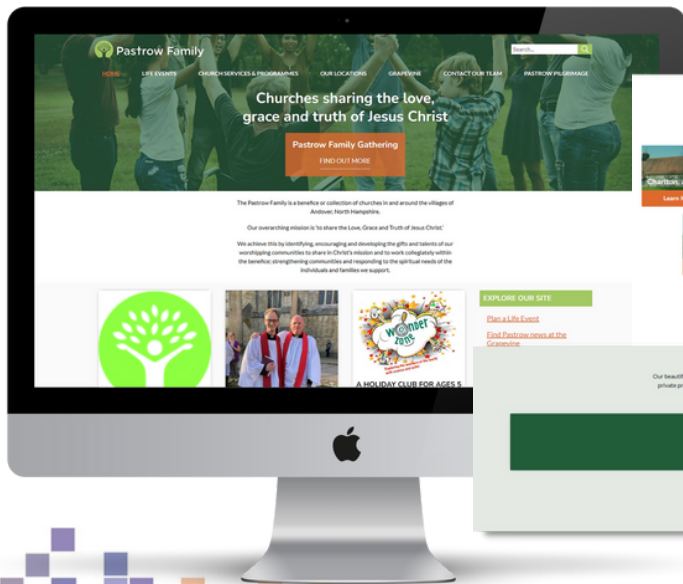 Pastrow Family
Search...
HOME
LIFE EVENTS
CHURCH SERVICES & PROGRAMMES
OUR LOCATIONS
GRAPEVINE
CONTACT OUR TEAM
PASTROW PILGRIMAGE
Churches sharing the love,
grace and truth of Jesus Christ
Pastrow Family Gathering
FIND OUT MORE
The Pastrow Family is a benefice or collection of churches in and around the villages of
Andover, North Hampshire.
Our overarching mission is 'to share the Love, Grace and Truth of Jesus Christ.'
We achieve this by identifying, encouraging and developing the gifts and talents of our
worshipping communities to share in Christ's mission and to work collegiately within
the benefice; strengthening communities and responding to the spiritual needs of the
individuals and families we support.
wonder
zone
A HOLIDAY CLUB FOR AGES 5
EXPLORE OUR SITE
Plan a Life Event
Find Pastrow news at the
Grapevine
Charlton,
Learn
Our beautif
private pr